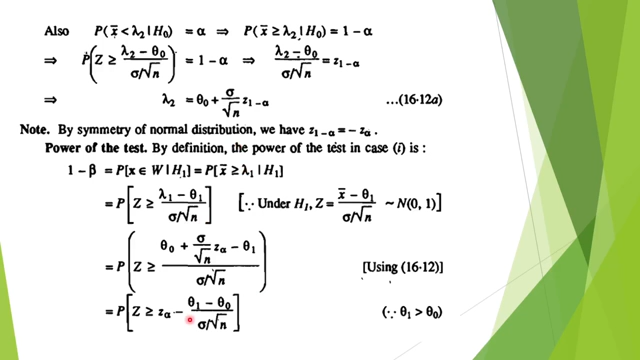 Also P(x̄ < λ₂ | H₀) = α ⇒ P(x̄ ≥ λ₂ | H₀) = 1 − α
⇒ P(Z ≥ (λ₂ − θ₀)/(σ/√n)) = 1 − α ⇒ (λ₂ − θ₀)/(σ/√n) = z₁₋α
⇒ λ₂ = θ₀ + (σ/√n) z₁₋α ...(16·12a)
Note. By symmetry of normal distribution, we have z₁₋α = − zα .
Power of the test. By definition, the power of the test in case (i) is :
1 − β = P[x ∈ W | H₁] = P[x̄ ≥ λ₁ | H₁]
= P[Z ≥ (λ₁ − θ₁)/(σ/√n)] [∵ Under H₁, Z = (x̄ − θ₁)/(σ/√n) ~ N(0, 1)]
= P(Z ≥ (θ₀ + (σ/√n) zα − θ₁)/(σ/√n)) [Using (16·12)]
= P[Z ≥ zα − (θ₁ − θ₀)/(σ/√n)] (∵ θ₁ > θ₀)